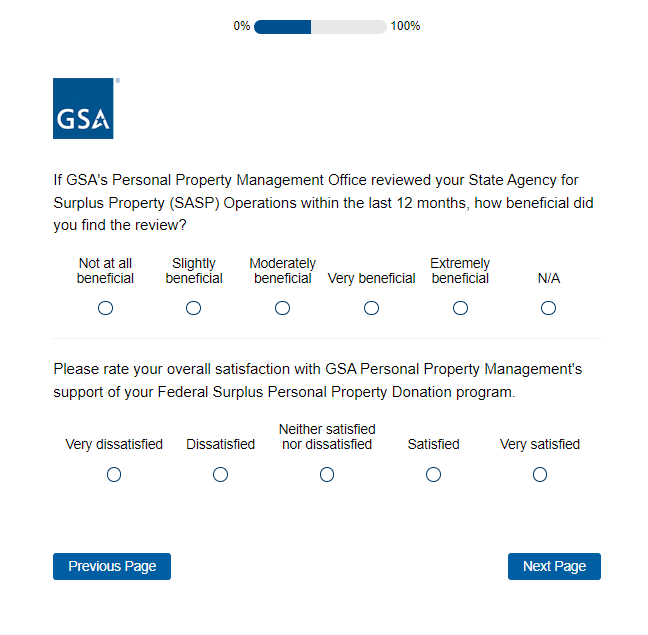 0% 100%
GSA®
If GSA's Personal Property Management Office reviewed your State Agency for
Surplus Property (SASP) Operations within the last 12 months, how beneficial did
you find the review?
Not at all beneficial
Slightly beneficial
Moderately beneficial
Very beneficial
Extremely beneficial
N/A
Please rate your overall satisfaction with GSA Personal Property Management's
support of your Federal Surplus Personal Property Donation program.
Very dissatisfied
Dissatisfied
Neither satisfied nor dissatisfied
Satisfied
Very satisfied
Previous Page
Next Page